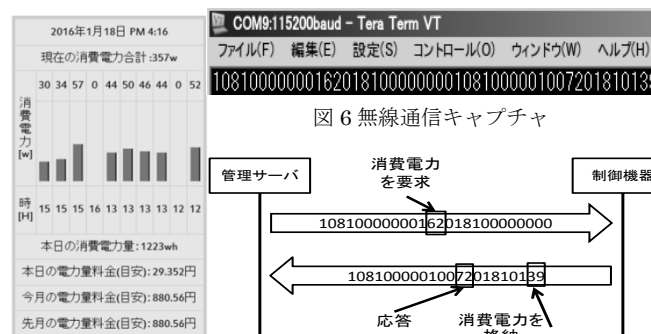 2016年1月18日 PM 4:16
現在の消費電力合計:357w
30 34 57 0 44 50 46 44 0 52
消費電力[w]
時[H]
15 15 15 16 13 13 13 13 12 12
本日の消費電力量:1223wh
本日の電力量料金(目安):29.352円
今月の電力量料金(目安):880.56円
先月の電力量料金(目安):880.56円
COM9:115200baud - Tera Term VT
ファイル(F) 編集(E) 設定(S) コントロール(O) ウィンドウ(W) ヘルプ(H)
108100000001620181000000001081000001007201810139
図 6 無線通信キャプチャ
管理サーバ
消費電力
を要求
制御機器
108100000001620181000000000
108100000100720181013​9
応答
消費電力を
格納